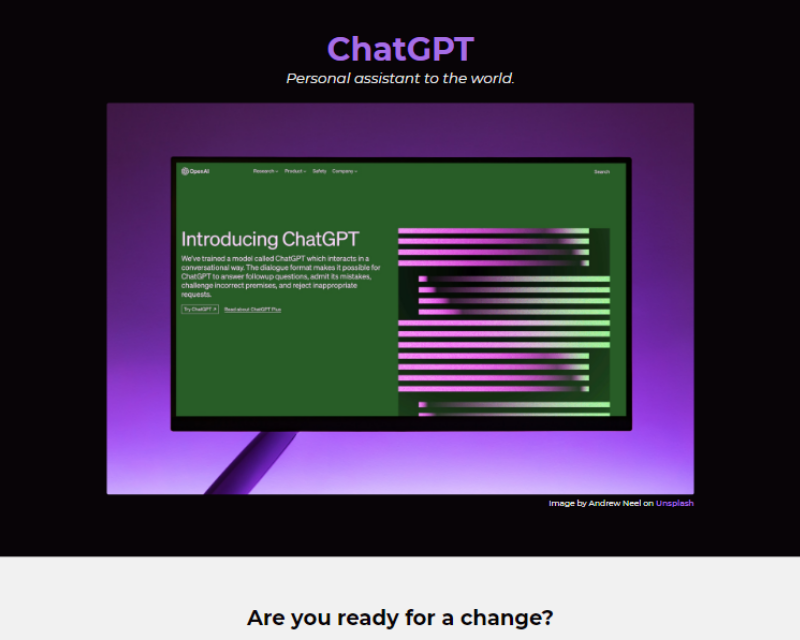 ChatGPT
Personal assistant to the world.
OpenAI
Research Product Safety Company
Search
Introducing ChatGPT
We've trained a model called ChatGPT which interacts in a
conversational way. The dialogue format makes it possible for
ChatGPT to answer followup questions, admit its mistakes,
challenge incorrect premises, and reject inappropriate
requests.
Try ChatGPT Read about ChatGPT Plus
Image by Andrew Neel on Unsplash
Are you ready for a change?